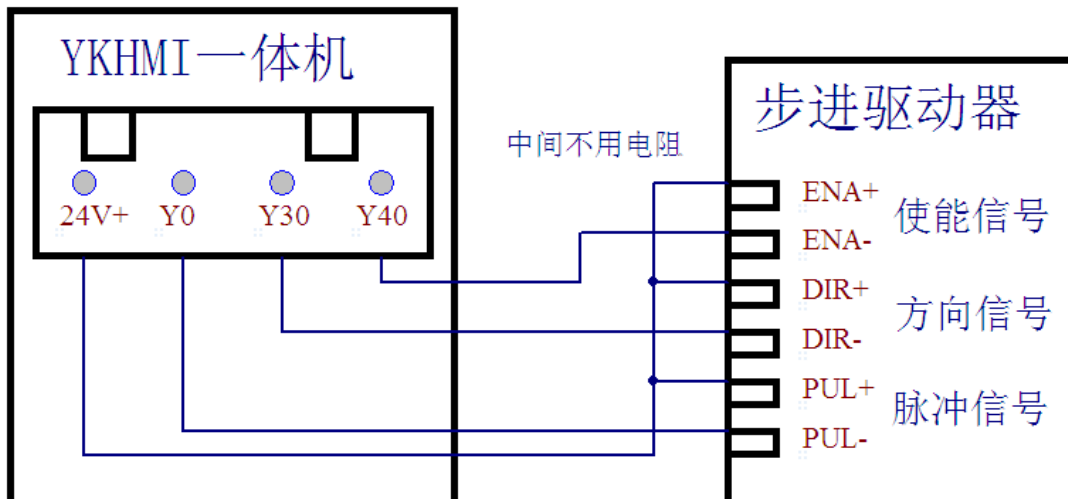 YKHMI一体机
24V+ Y0 Y30 Y40
中间不用电阻
步进驱动器
ENA+
使能信号
ENA-
DIR+
方向信号
DIR-
PUL+
脉冲信号
PUL-